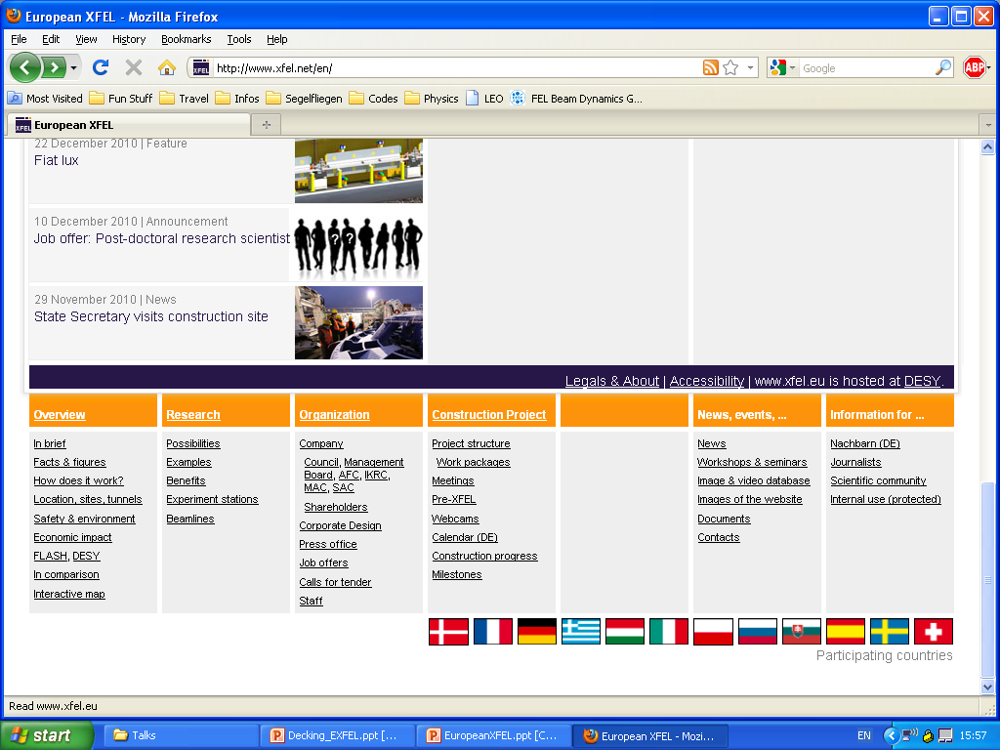 European XFEL - Mozilla Firefox
File Edit View History Bookmarks Tools Help
XFEL http://www.xfel.net/en/ Google ABP
Most Visited Fun Stuff Travel Infos Segelfliegen Codes Physics LEO FEL Beam Dynamics G...
XFEL European XFEL
22 December 2010 | Feature
Fiat lux
10 December 2010 | Announcement
Job offer: Post-doctoral research scientist
? ?
29 November 2010 | News
State Secretary visits construction site
Legals & About | Accessibility | www.xfel.eu is hosted at DESY.
Overview
In brief
Facts & figures
How does it work?
Location, sites, tunnels
Safety & environment
Economic impact
FLASH, DESY
In comparison
Interactive map
Research
Possibilities
Examples
Benefits
Experiment stations
Beamlines
Organization
Company
Council, Management
Board, AFC, IKRC,
MAC, SAC
Shareholders
Corporate Design
Press office
Job offers
Calls for tender
Staff
Construction Project
Project structure
Work packages
Meetings
Pre-XFEL
Webcams
Calendar (DE)
Construction progress
Milestones
News, events, ...
News
Workshops & seminars
Image & video database
Images of the website
Documents
Contacts
Information for ...
Nachbarn (DE)
Journalists
Scientific community
Internal use (protected)
Participating countries
Read www.xfel.eu
start Talks Decking_EXFEL.ppt [... EuropeanXFEL.ppt [C... European XFEL - Mozi... EN 15:57